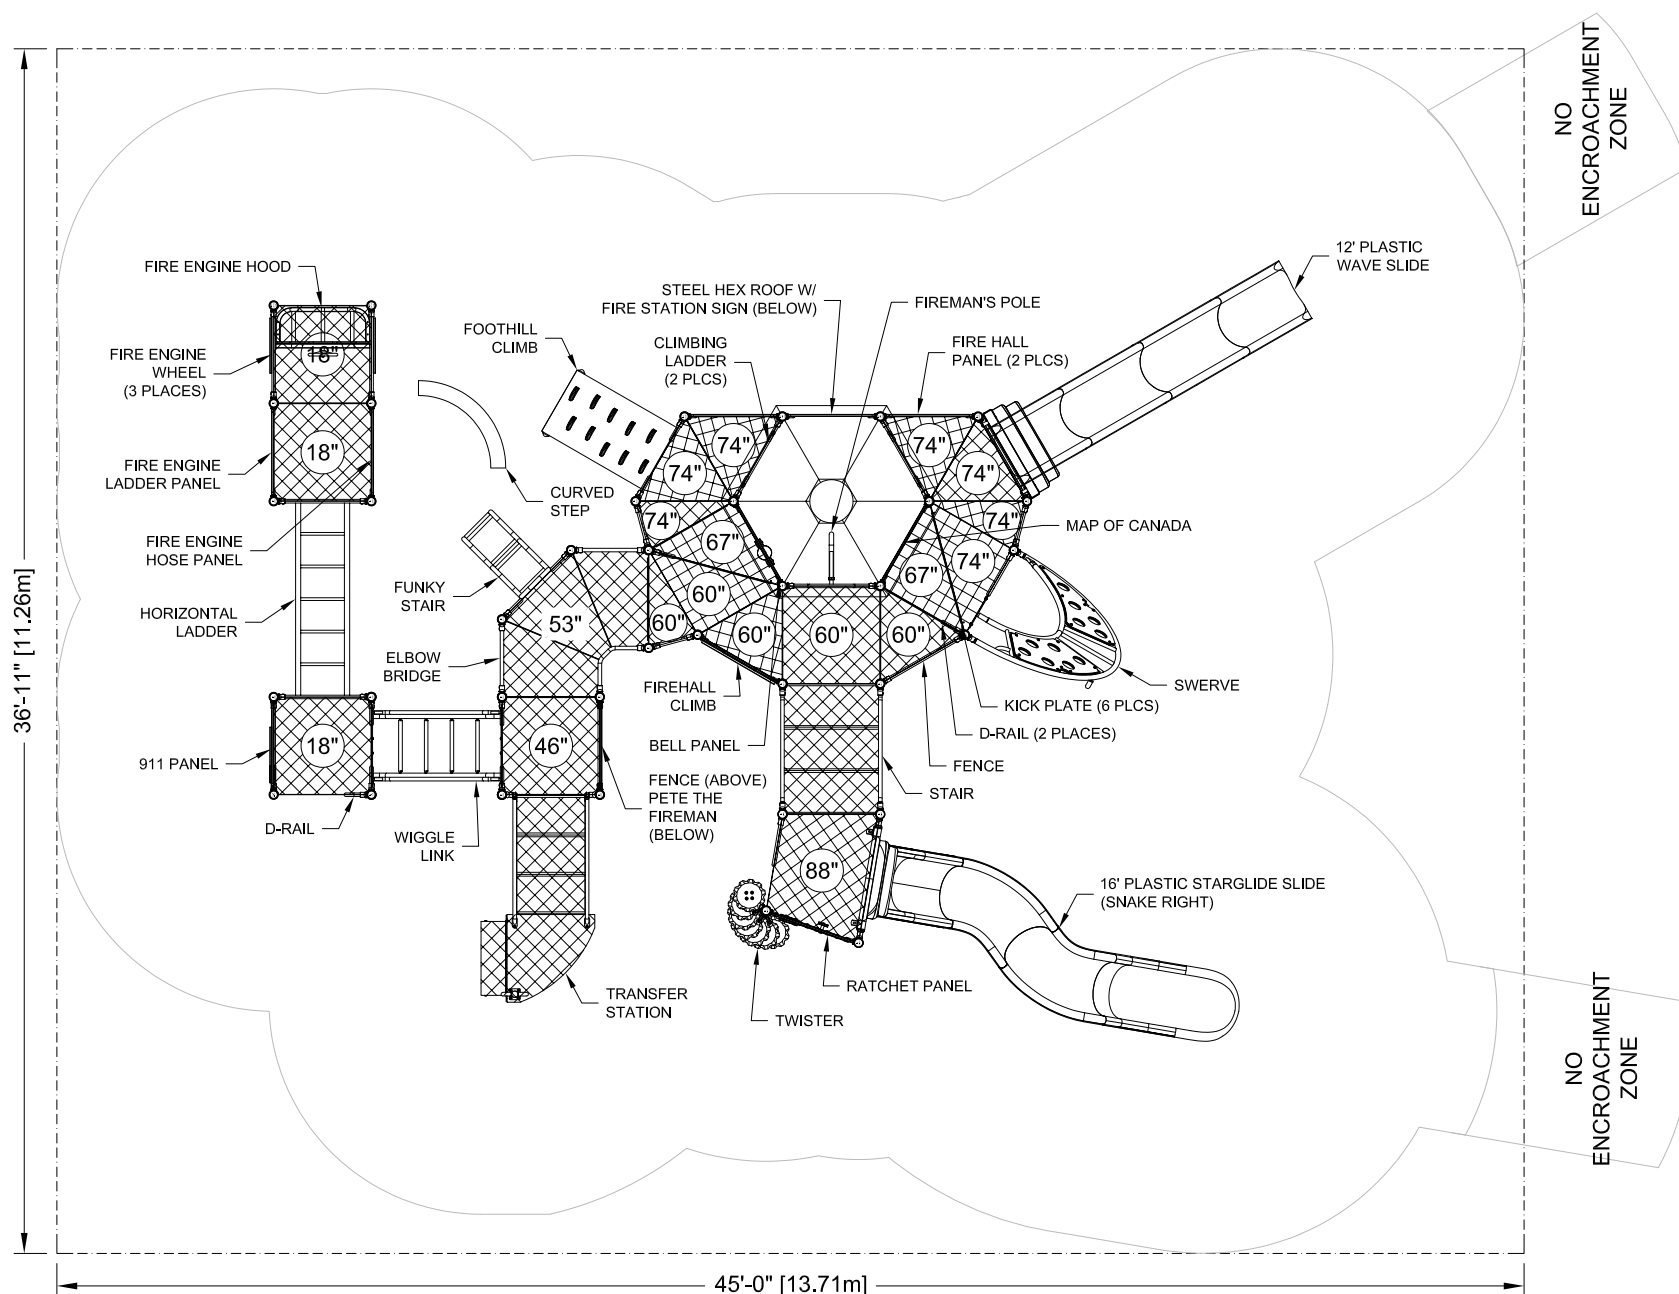 NO
ENCROACHMENT
ZONE
12' PLASTIC
WAVE SLIDE
FIRE ENGINE HOOD
STEEL HEX ROOF W/
FIRE STATION SIGN (BELOW)
FIREMAN'S POLE
FOOTHILL
CLIMB
CLIMBING
LADDER
(2 PLCS)
FIRE HALL
PANEL (2 PLCS)
FIRE ENGINE
WHEEL
(3 PLACES)
18"
FIRE ENGINE
LADDER PANEL
18"
CURVED
STEP
74"
74"
74"
74"
74"
74"
MAP OF CANADA
FIRE ENGINE
HOSE PANEL
67"
74"
67"
FUNKY
STAIR
60"
HORIZONTAL
LADDER
53"
60"
60"
60"
60"
ELBOW
BRIDGE
FIREHALL
CLIMB
SWERVE
KICK PLATE (6 PLCS)
D-RAIL (2 PLACES)
BELL PANEL
911 PANEL
18"
46"
FENCE
FENCE (ABOVE)
PETE THE
FIREMAN
(BELOW)
STAIR
D-RAIL
WIGGLE
LINK
88"
16' PLASTIC STARGLIDE SLIDE
(SNAKE RIGHT)
TRANSFER
STATION
RATCHET PANEL
TWISTER
NO
ENCROACHMENT
ZONE
36'-11" [11.26m]
45'-0" [13.71m]